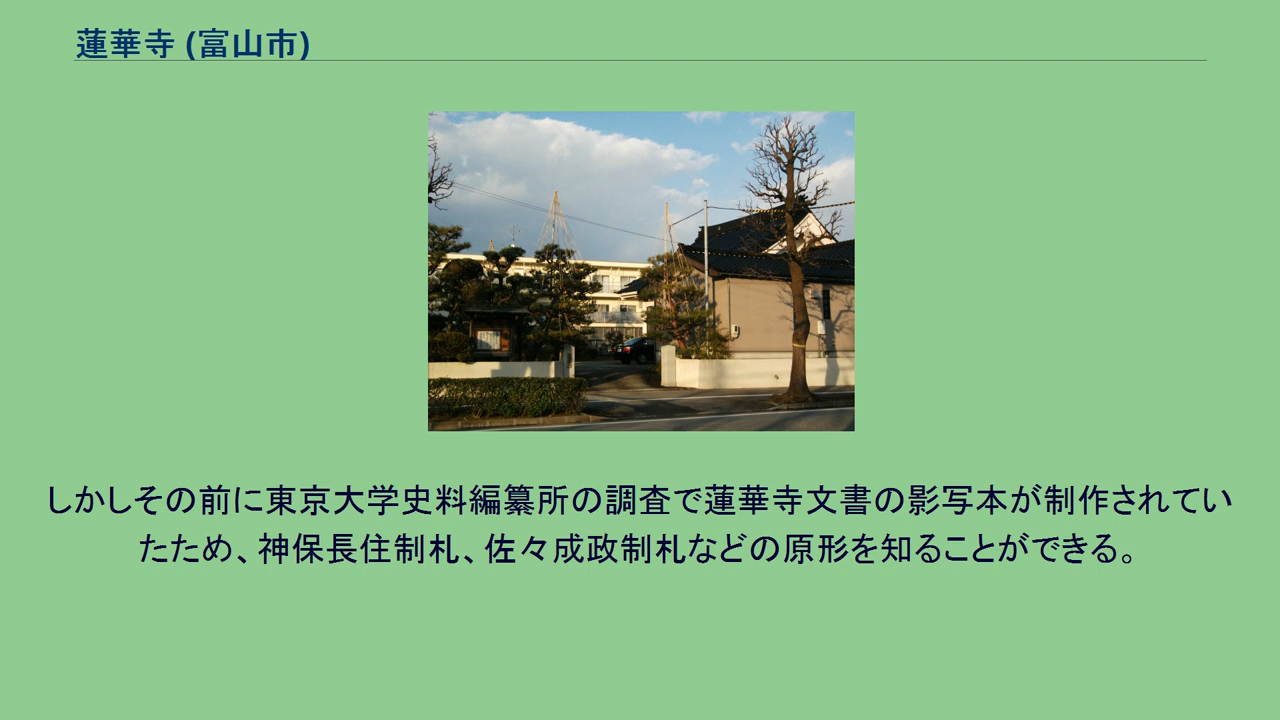 蓮華寺 (富山市)
しかしその前に東京大学史料編纂所の調査で蓮華寺文書の影写本が制作されてい
たため、神保長住制札、佐々成政制札などの原形を知ることができる。